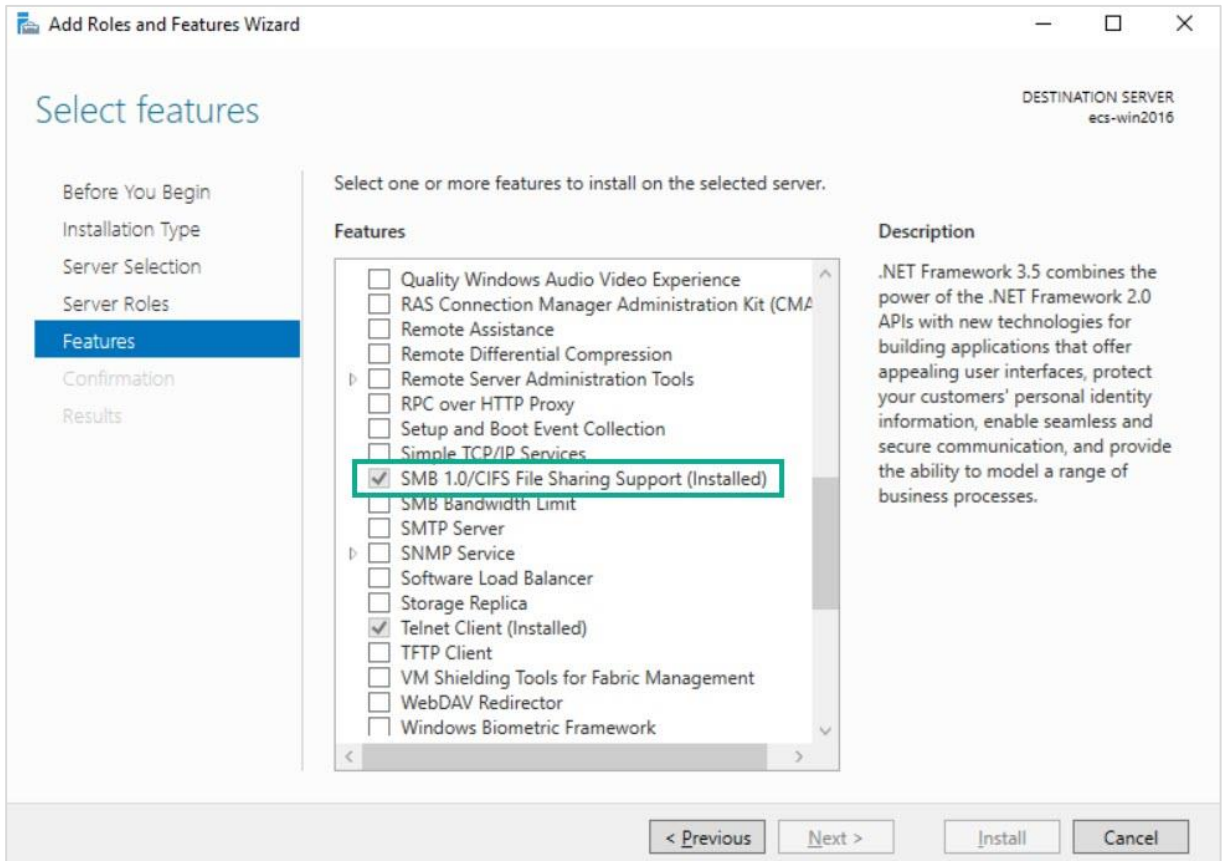 Add Roles and Features Wizard
Select features
DESTINATION SERVER
ecs-win2016
Before You Begin
Installation Type
Server Selection
Server Roles
Features
Confirmation
Results
Select one or more features to install on the selected server.
Features
Quality Windows Audio Video Experience
RAS Connection Manager Administration Kit (CMA
Remote Assistance
Remote Differential Compression
Remote Server Administration Tools
RPC over HTTP Proxy
Setup and Boot Event Collection
Simple TCP/IP Services
SMB 1.0/CIFS File Sharing Support (Installed)
SMB Bandwidth Limit
SMTP Server
SNMP Service
Software Load Balancer
Storage Replica
Telnet Client (Installed)
TFTP Client
VM Shielding Tools for Fabric Management
WebDAV Redirector
Windows Biometric Framework
Description
.NET Framework 3.5 combines the
power of the .NET Framework 2.0
APIs with new technologies for
building applications that offer
appealing user interfaces, protect
your customers' personal identity
information, enable seamless and
secure communication, and provide
the ability to model a range of
business processes.
< Previous
Next >
Install
Cancel